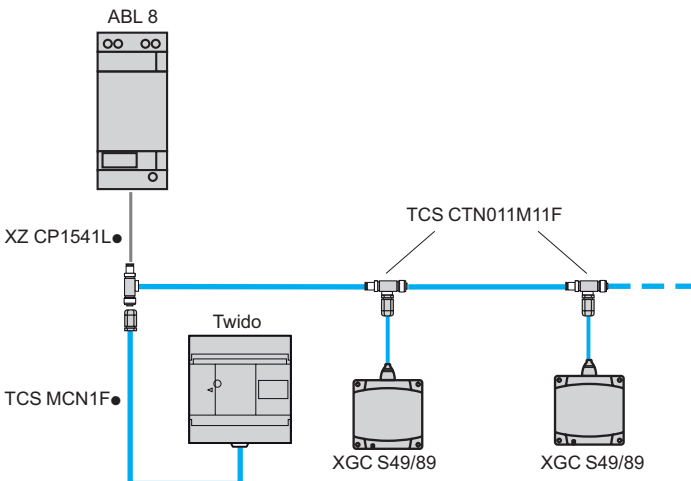 ABL 8
TCS CTN011M11F
XZ CP1541L●
Twido
TCS MCN1F●
XGC S49/89
XGC S49/89